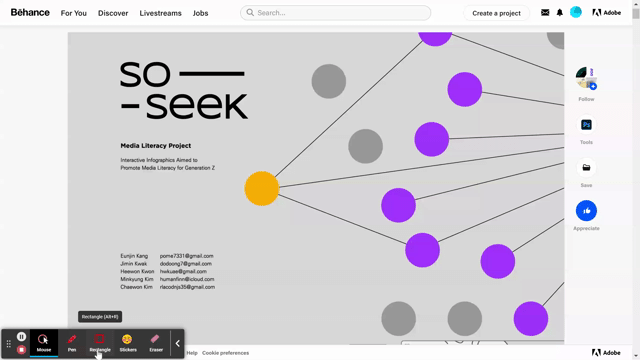 Bēhance
For You
Discover
Livestreams
Jobs
Search...
Create a project
Adobe
SO —
– SEEK
Media Literacy Project
Interactive Infographics Aimed to
Promote Media Literacy for Generation Z
Eunjin Kang pome7331@gmail.com
Jimin Kwak dodoong7@gmail.com
Heewon Kwon hwkuae@gmail.com
Minkyung Kim humanfinn@icloud.com
Chaewon Kim rlacodnjs35@gmail.com
Follow
Ps
Tools
Save
Appreciate
Rectangle (Alt+R)
Mouse
Pen
Rectangle
Stickers
Eraser
Help
Cookie preferences
Adobe